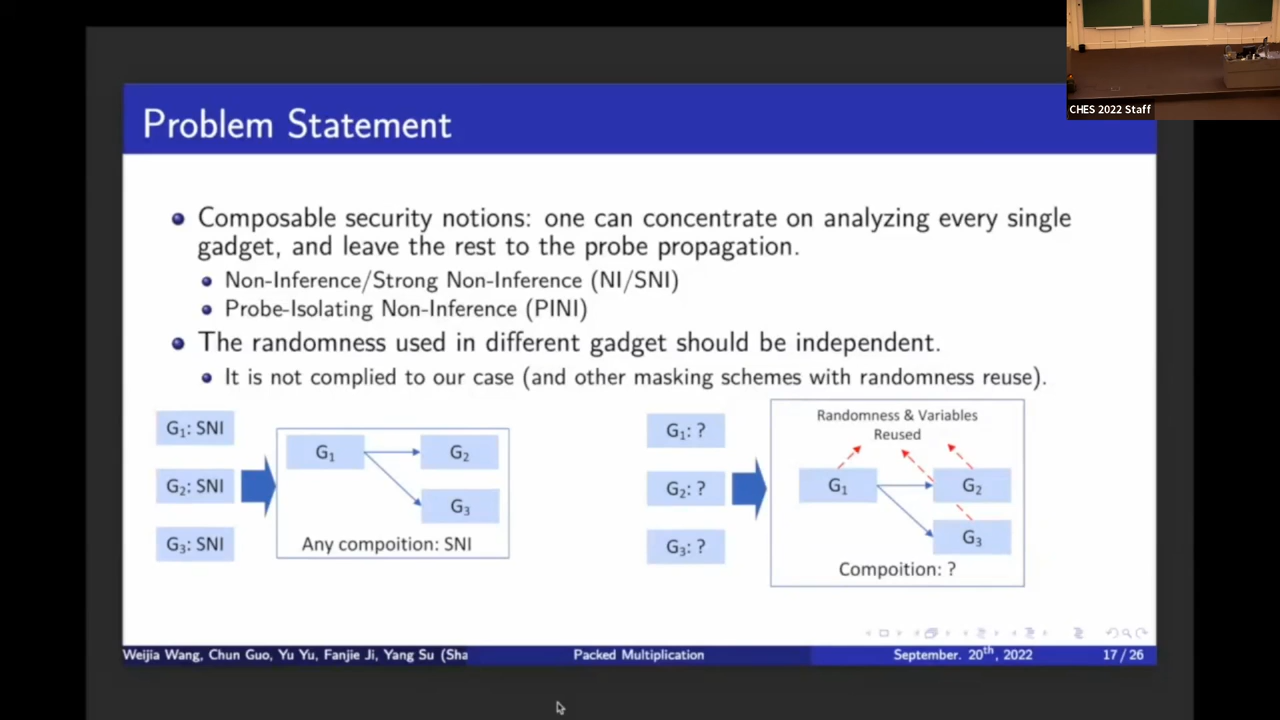 CHES 2022 Staff
Problem Statement
Composable security notions: one can concentrate on analyzing every single
gadget, and leave the rest to the probe propagation.
Non-Inference/Strong Non-Inference (NI/SNI)
Probe-Isolating Non-Inference (PINI)
The randomness used in different gadget should be independent.
It is not complied to our case (and other masking schemes with randomness reuse).
G1: SNI
G2: SNI
G3: SNI
G1
G2
G3
Any compoition: SNI
G1: ?
G2: ?
G3: ?
Randomness & Variables
Reused
G1
G2
G3
Compoition: ?
Weijia Wang, Chun Guo, Yu Yu, Fanjie Ji, Yang Su (Sha
Packed Multiplication
September. 20th, 2022
17 / 26